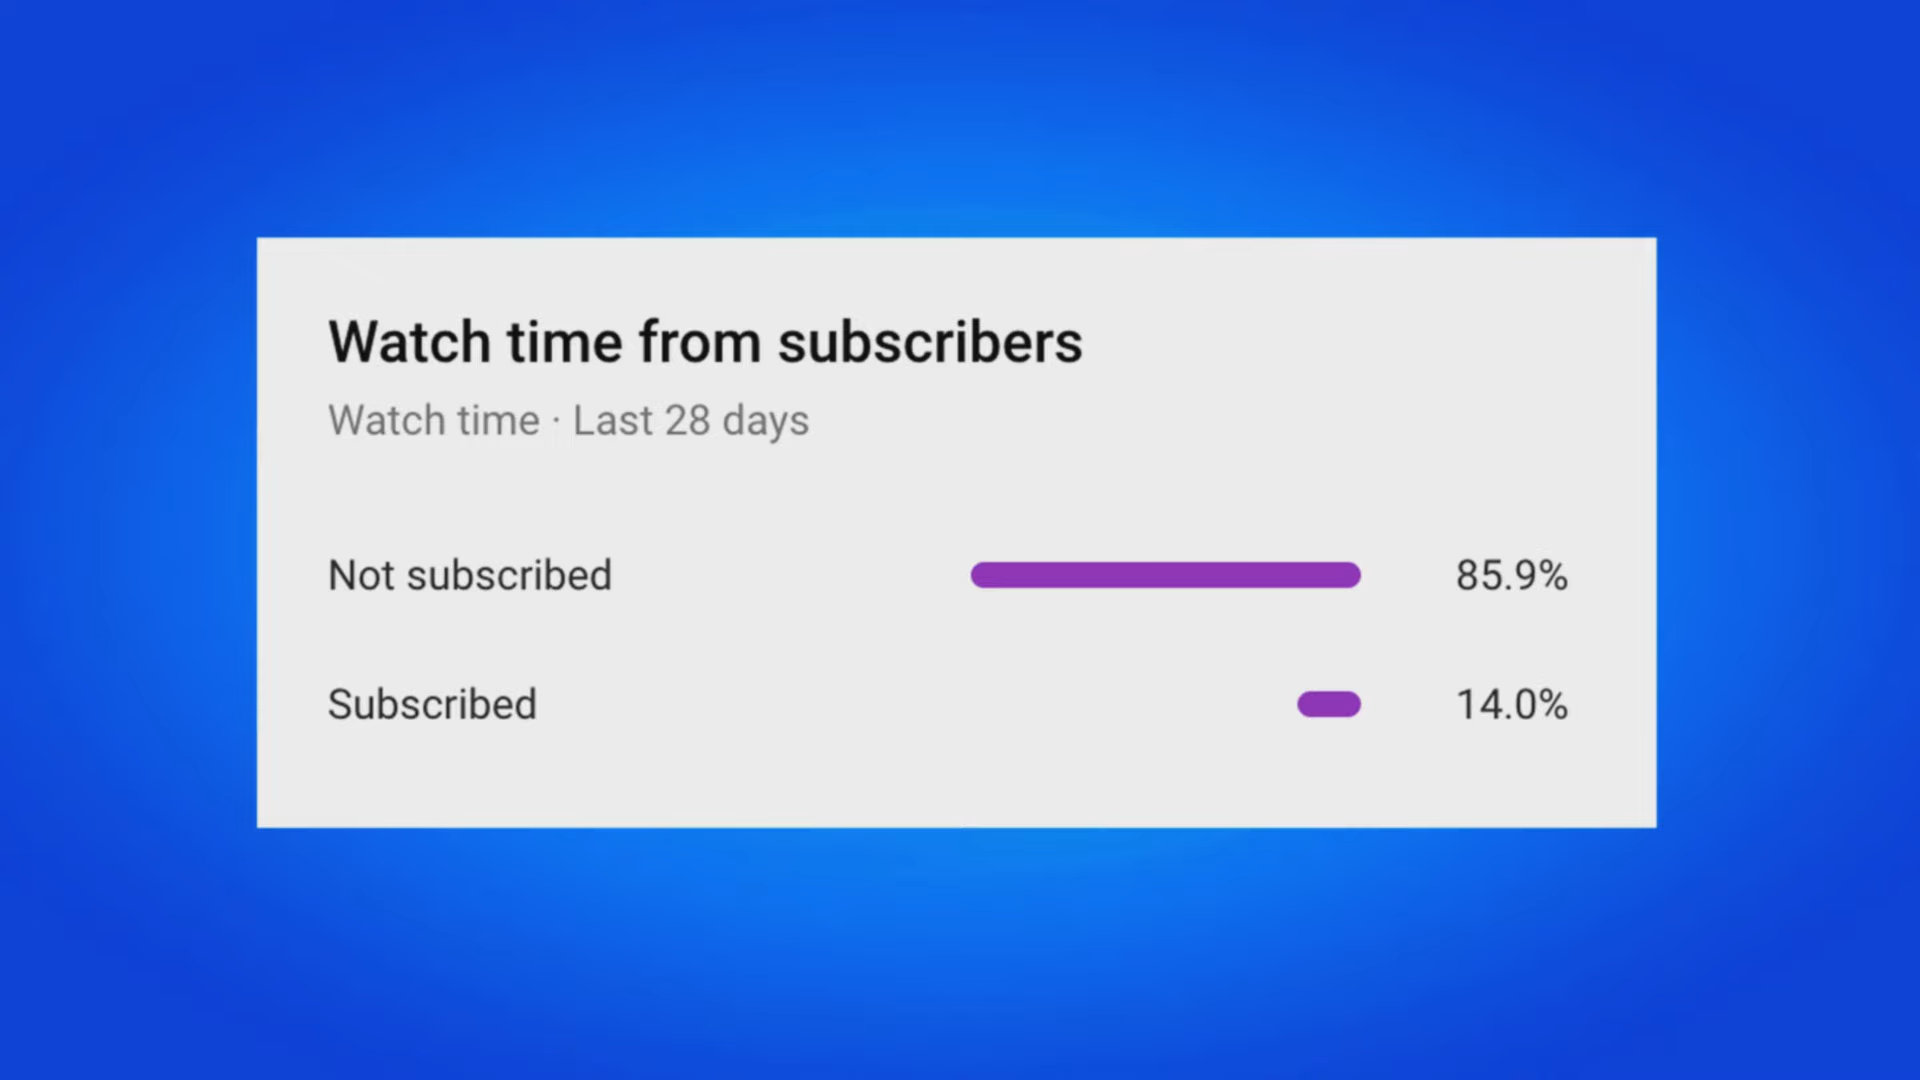 Watch time from subscribers
Watch time · Last 28 days
Not subscribed 85.9%
Subscribed 14.0%